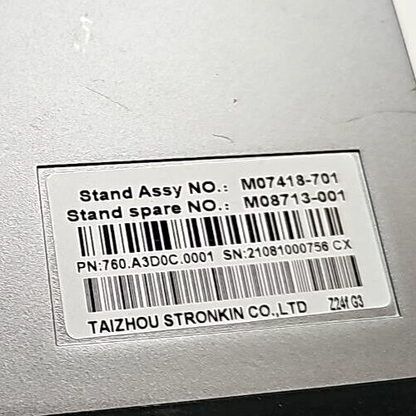 Stand Assy NO.: M07418-701
Stand spare NO.: M08713-001
PN:760.A3D0C.0001 SN:21081000756 CX
TAIZHOU STRONKIN CO.,LTD Z24f G3